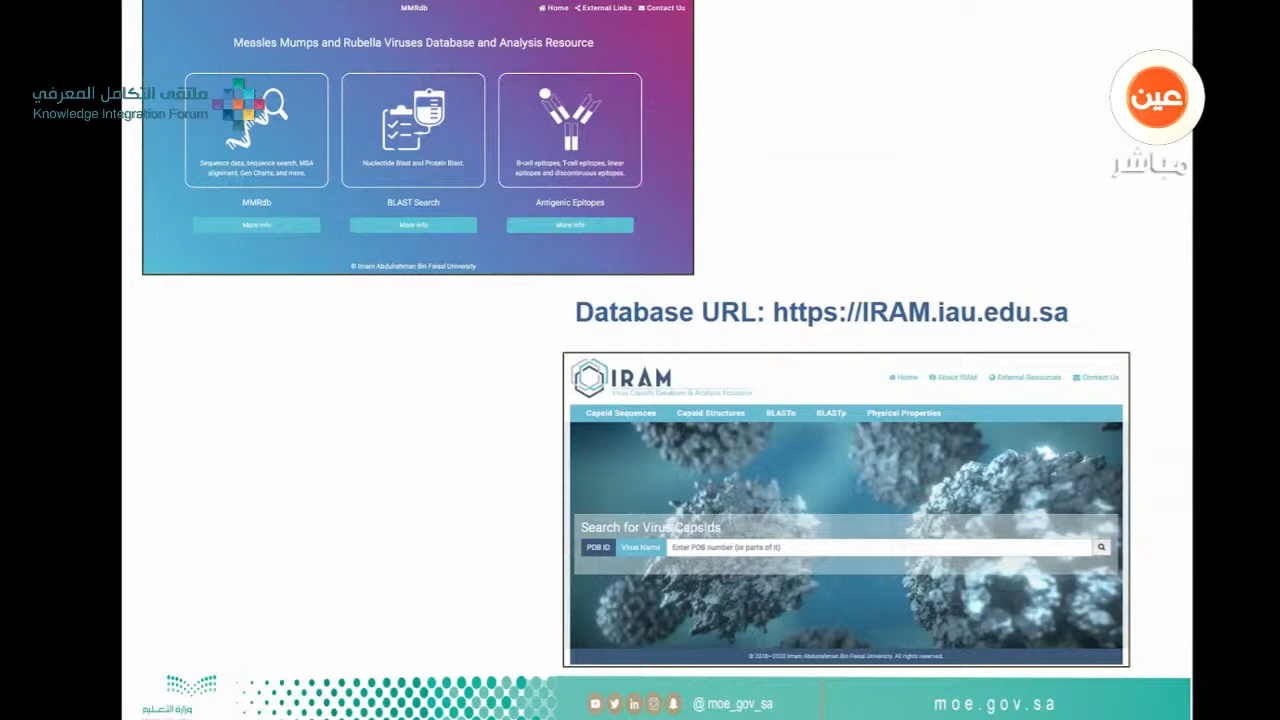 MMRdb
Home External Links Contact Us
Measles Mumps and Rubella Viruses Database and Analysis Resource
ملتقى التكامل المعرفي
Knowledge Integration Forum
Sequence data, sequence search, MSA
alignment, Geo Charts, and more.
Nucleotide Blast and Protein Blast.
B-cell epitopes, T-cell epitopes, linear
epitopes and discontinuous epitopes.
MMRdb
BLAST Search
Antigenic Epitopes
More info
More info
More info
© Imam Abdulrahman Bin Faisal University
عين
مباشر
Database URL: https://IRAM.iau.edu.sa
IRAM
Virus Capsids Database & Analysis Resource
Home About IRAM External Resources Contact Us
Capsid Sequences Capsid Structures BLASTn BLASTp Physical Properties
Search for Virus Capsids
PDB ID Virus Name Enter PDB number (or parts of it)
Imam Abdulrahman Bin Faisal University. All rights reserved.
وزارة التعليم
@moe_gov_sa
moe.gov.sa